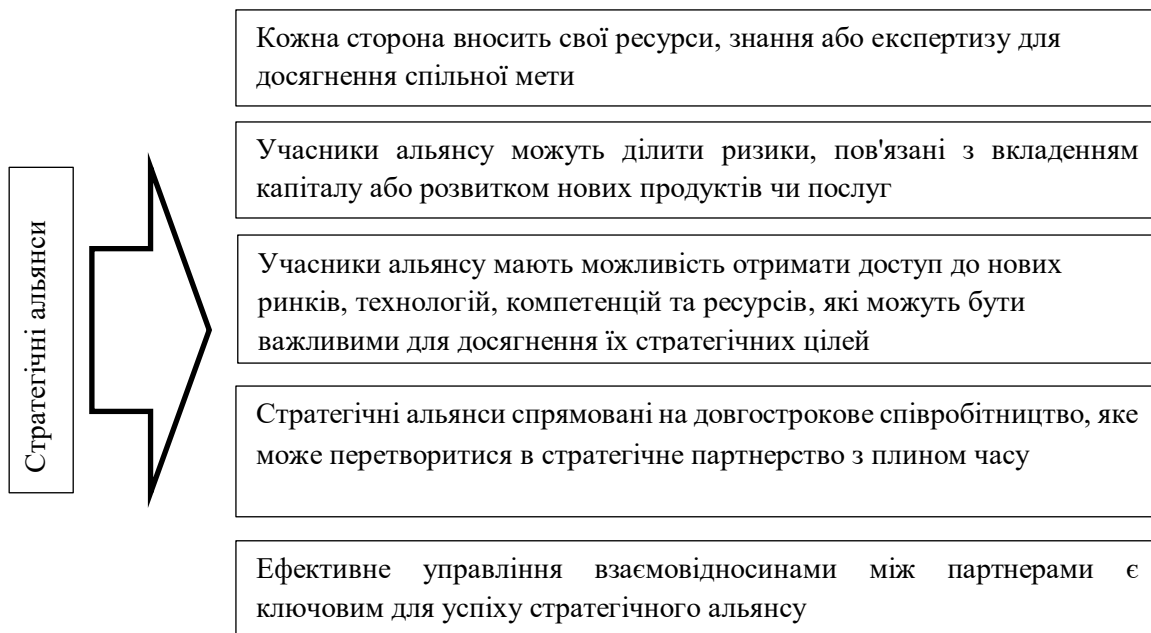 Стратегічні альянси
Кожна сторона вносить свої ресурси, знання або експертизу для
досягнення спільної мети
Учасники альянсу можуть ділити ризики, пов'язані з вкладенням
капіталу або розвитком нових продуктів чи послуг
Учасники альянсу мають можливість отримати доступ до нових
ринків, технологій, компетенцій та ресурсів, які можуть бути
важливими для досягнення їх стратегічних цілей
Стратегічні альянси спрямовані на довгострокове співробітництво, яке
може перетворитися в стратегічне партнерство з плином часу
Ефективне управління взаємовідносинами між партнерами є
ключовим для успіху стратегічного альянсу